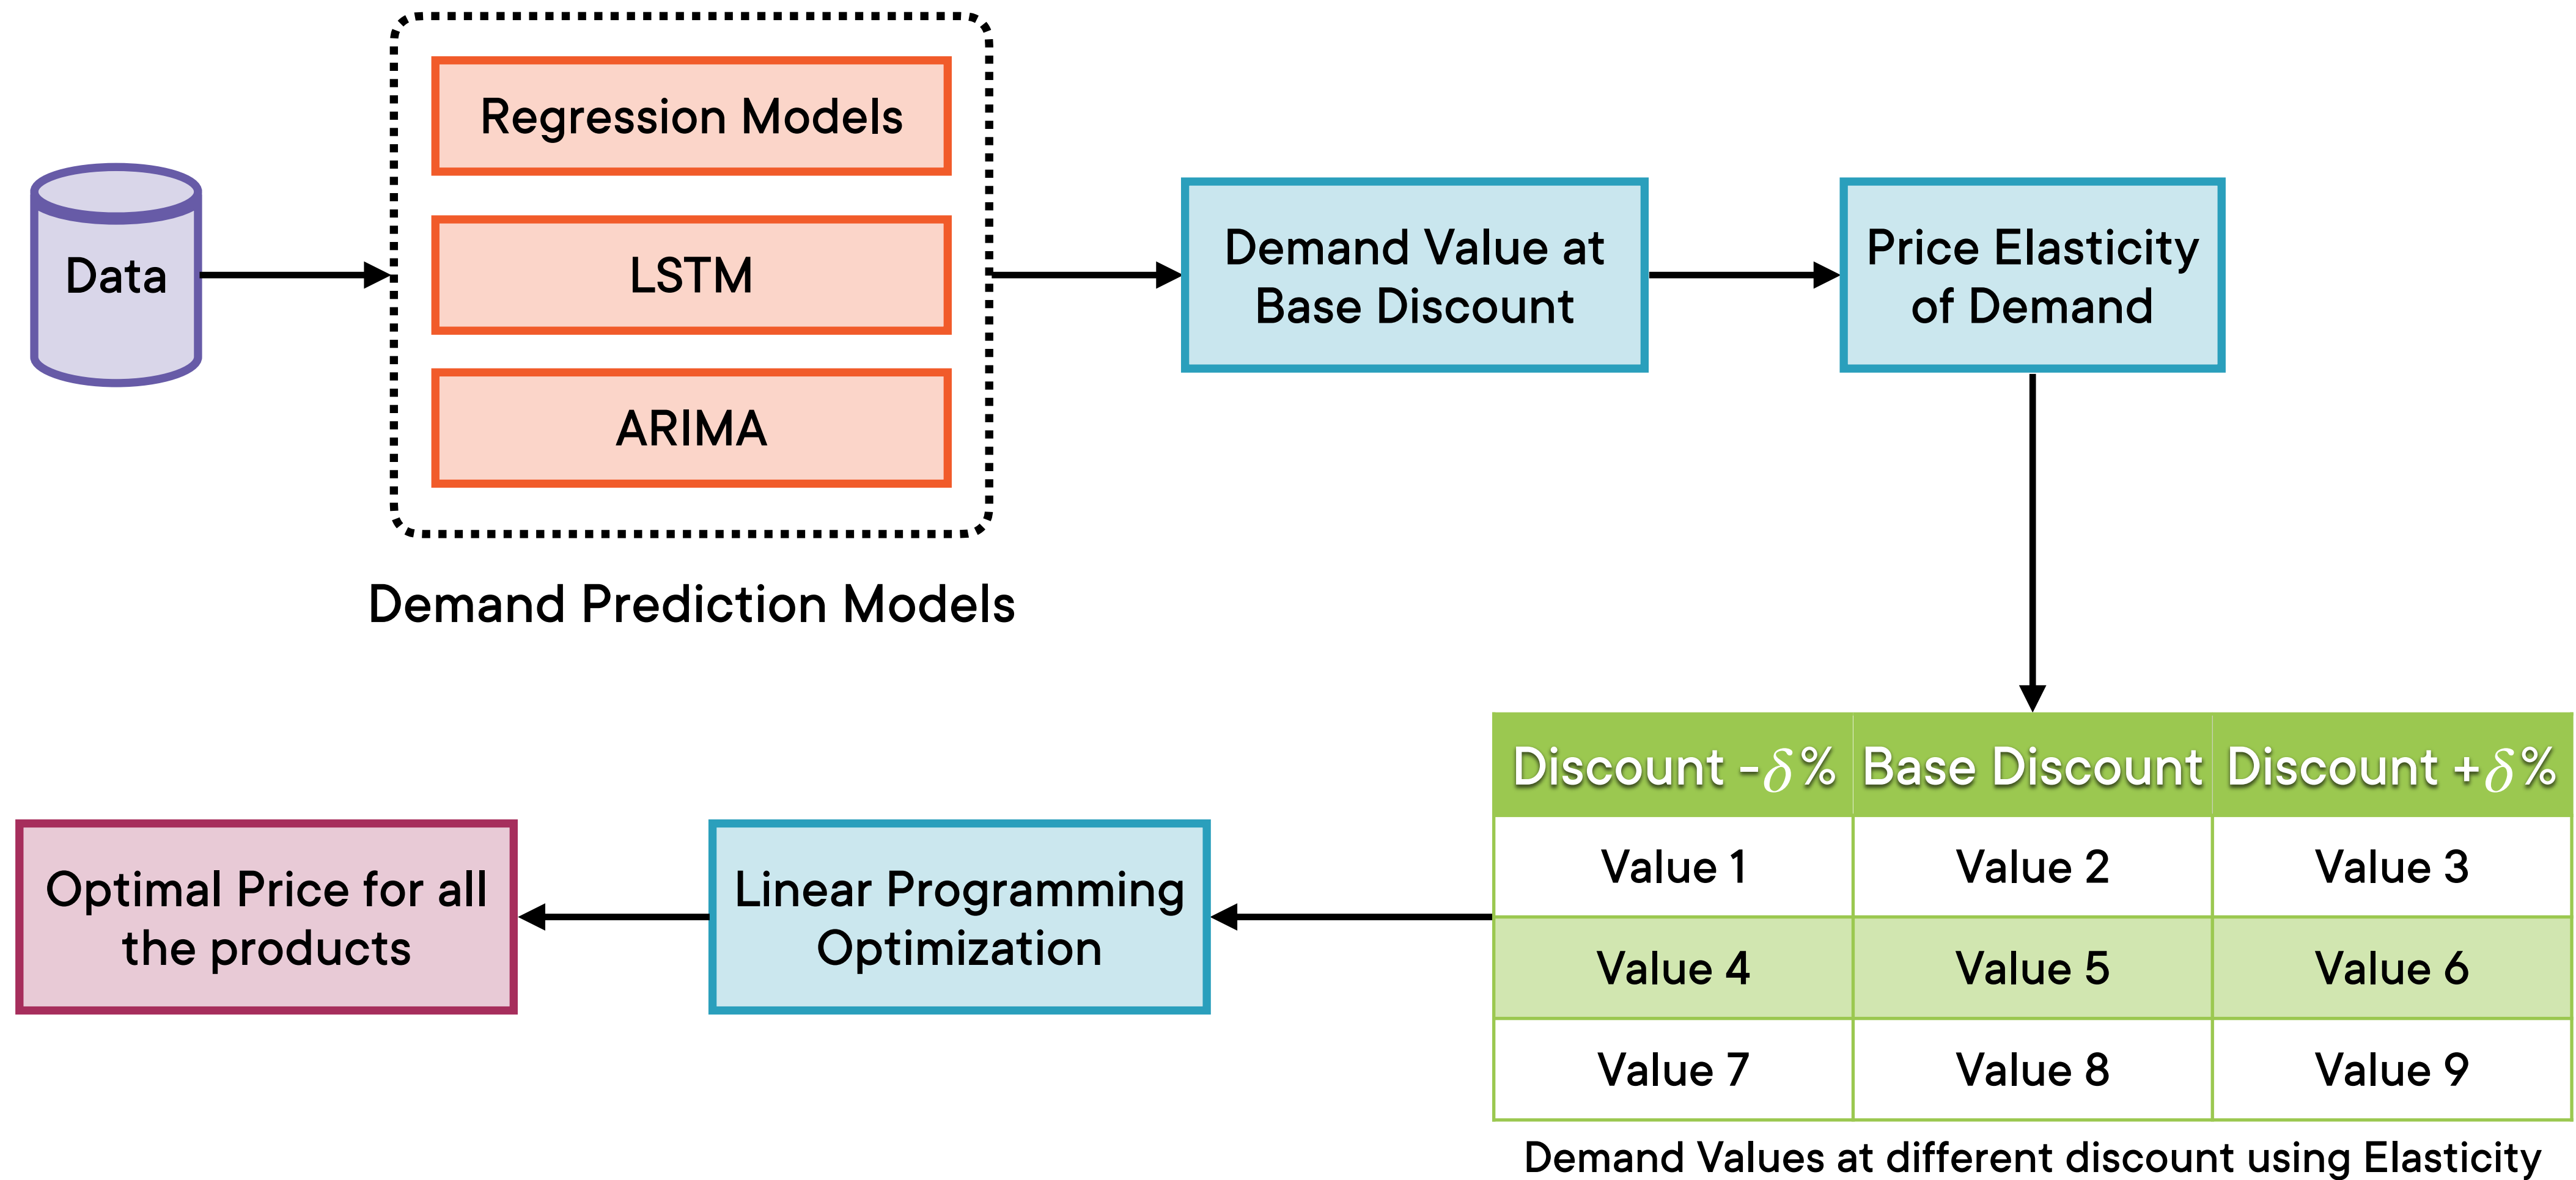 Data
Regression Models
LSTM
ARIMA
Demand Prediction Models
Demand Value at
Base Discount
Price Elasticity
of Demand
Discount -δ% Base Discount Discount +δ%
Value 1 Value 2 Value 3
Value 4 Value 5 Value 6
Value 7 Value 8 Value 9
Demand Values at different discount using Elasticity
Linear Programming
Optimization
Optimal Price for all
the products